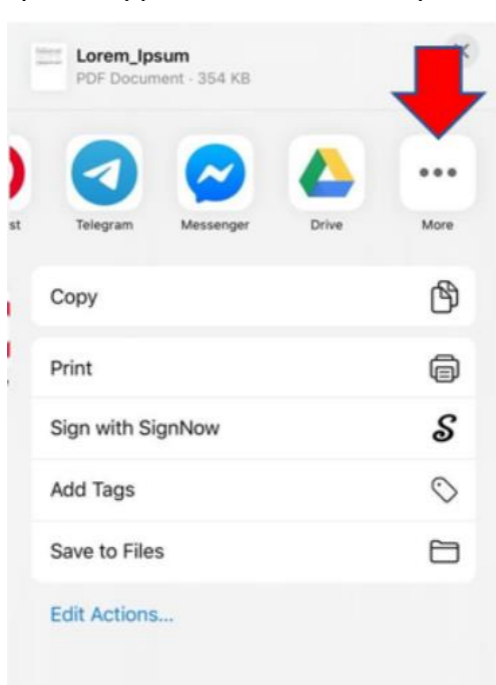 Lorem_Ipsum
PDF Document · 354 KB
st Telegram Messenger Drive More
Copy
Print
Sign with SignNow
Add Tags
Save to Files
Edit Actions...